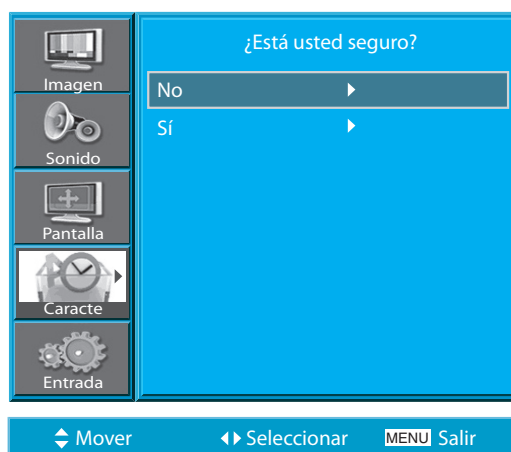 Imagen
Sonido
Pantalla
Caracte
Entrada
¿Está usted seguro?
No
Sí
Mover
Seleccionar
MENU Salir